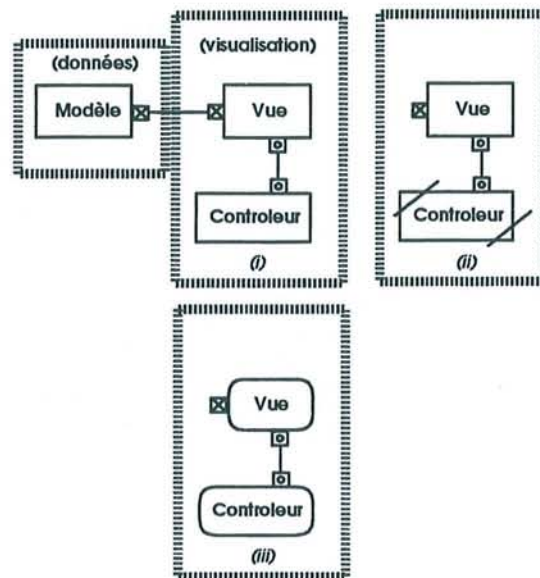 (données)
Modèle
(visualisation)
Vue
Controleur
(i)
Vue
Controleur
(ii)
Vue
Controleur
(iii)